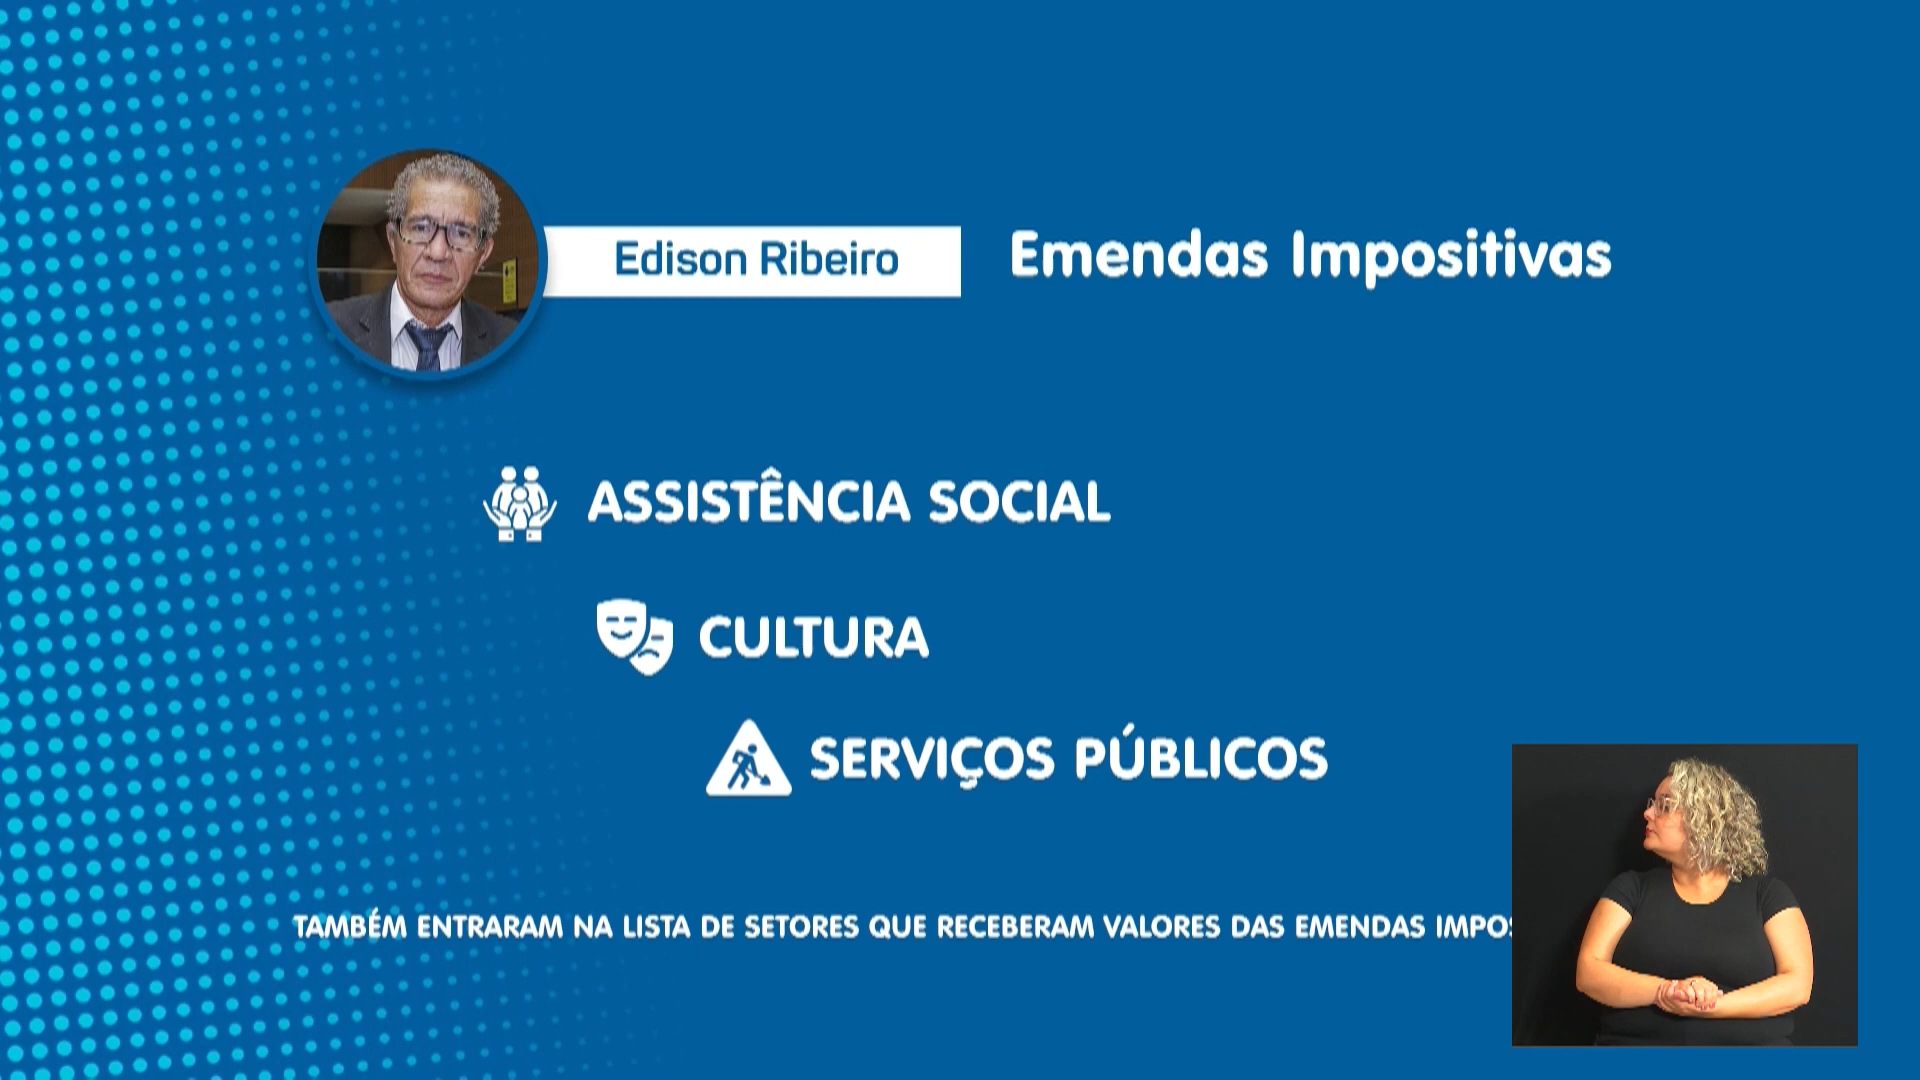 Edison Ribeiro
Emendas Impositivas
ASSISTÊNCIA SOCIAL
CULTURA
SERVIÇOS PÚBLICOS
TAMBÉM ENTRARAM NA LISTA DE SETORES QUE RECEBERAM VALORES DAS EMENDAS